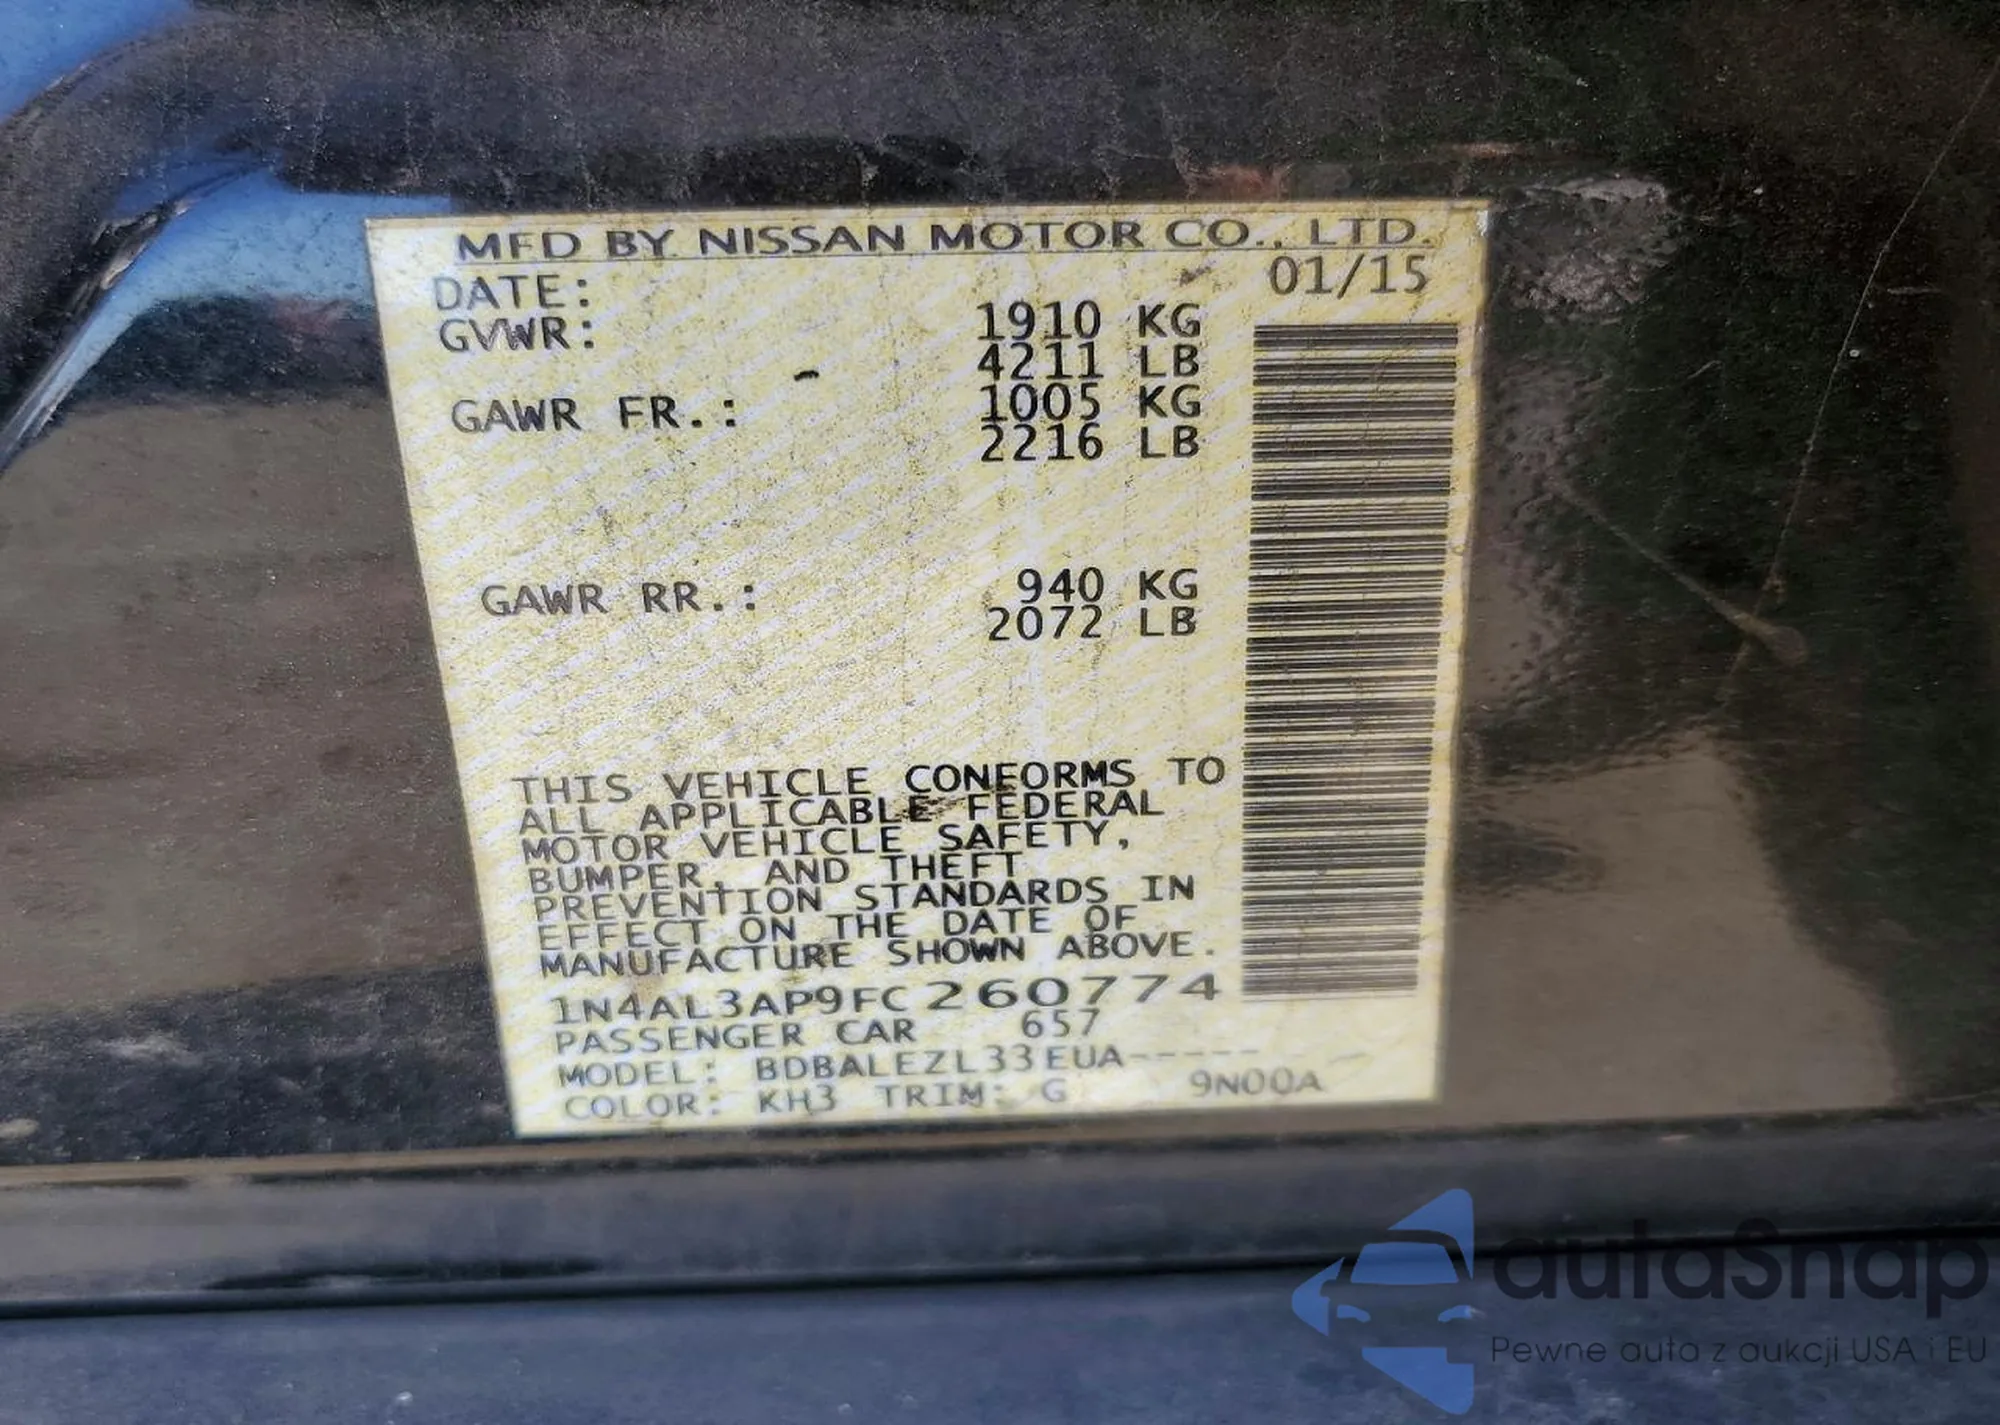 MFD BY NISSAN MOTOR CO., LTD.
DATE: 01/15
GVWR: 1910 KG
4211 LB
GAWR FR.: 1005 KG
2216 LB
GAWR RR.: 940 KG
2072 LB
THIS VEHICLE CONFORMS TO
ALL APPLICABLE FEDERAL
MOTOR VEHICLE SAFETY,
BUMPER, AND THEFT
PREVENTION STANDARDS IN
EFFECT ON THE DATE OF
MANUFACTURE SHOWN ABOVE.
1N4AL3AP9FC260774
PASSENGER CAR 657
MODEL: BDBALEZL33EUA-----
COLOR: KH3 TRIM: G 9N00A
autaSnap
Pewne auta z aukcji USA i EU